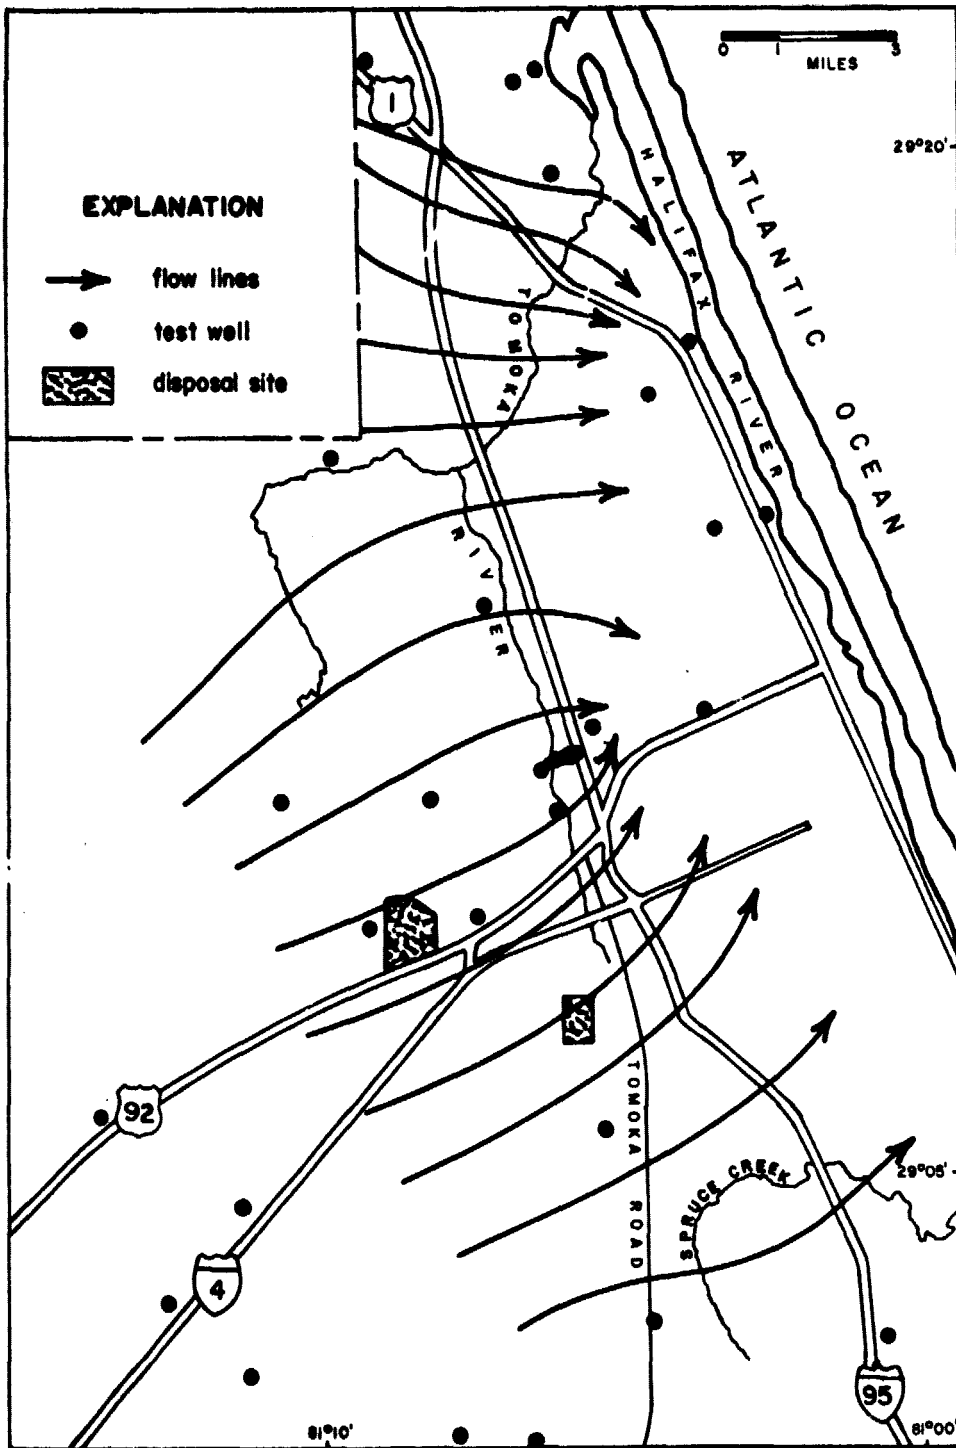 0 1 3
MILES
1
29°20'
EXPLANATION
flow lines
test well
disposal site
HALIFAX RIVER
ATLANTIC OCEAN
TOMOKA
RIVER
92
4
TOMOKA ROAD
SPRUCE CREEK
29°05'
95
81°10'
81°00'